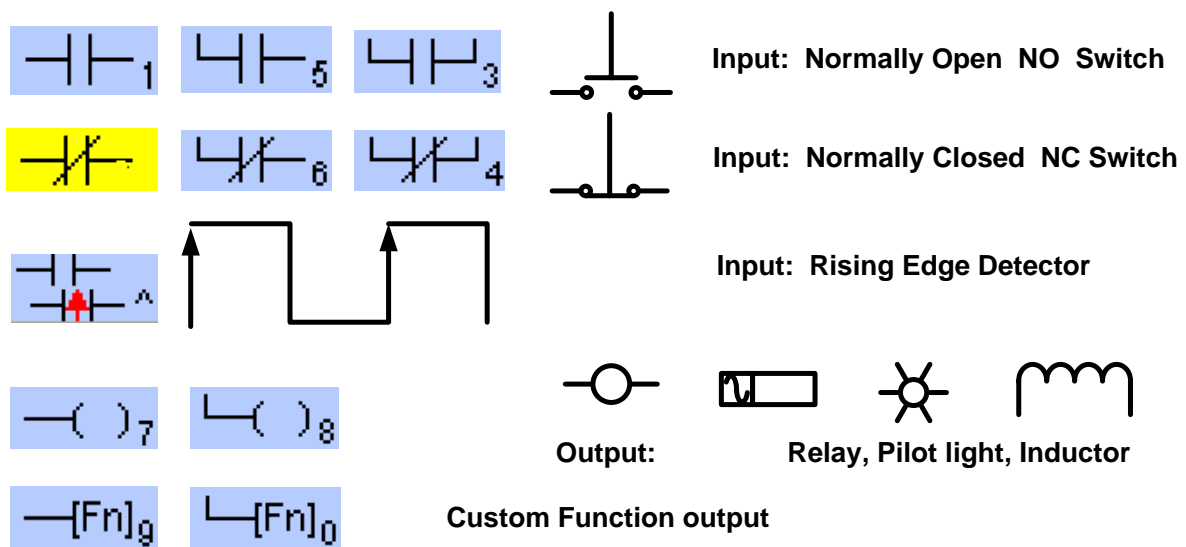 1 5 3 Input: Normally Open NO Switch
6 4 Input: Normally Closed NC Switch
^ Input: Rising Edge Detector
( ) 7 ( ) 8 Output: Relay, Pilot light, Inductor
[Fn] 9 [Fn] 0 Custom Function output